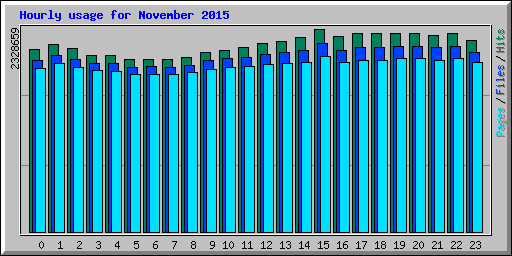 Hourly usage for November 2015
2328659
Pages / Files / Hits
0 1 2 3 4 5 6 7 8 9 10 11 12 13 14 15 16 17 18 19 20 21 22 23